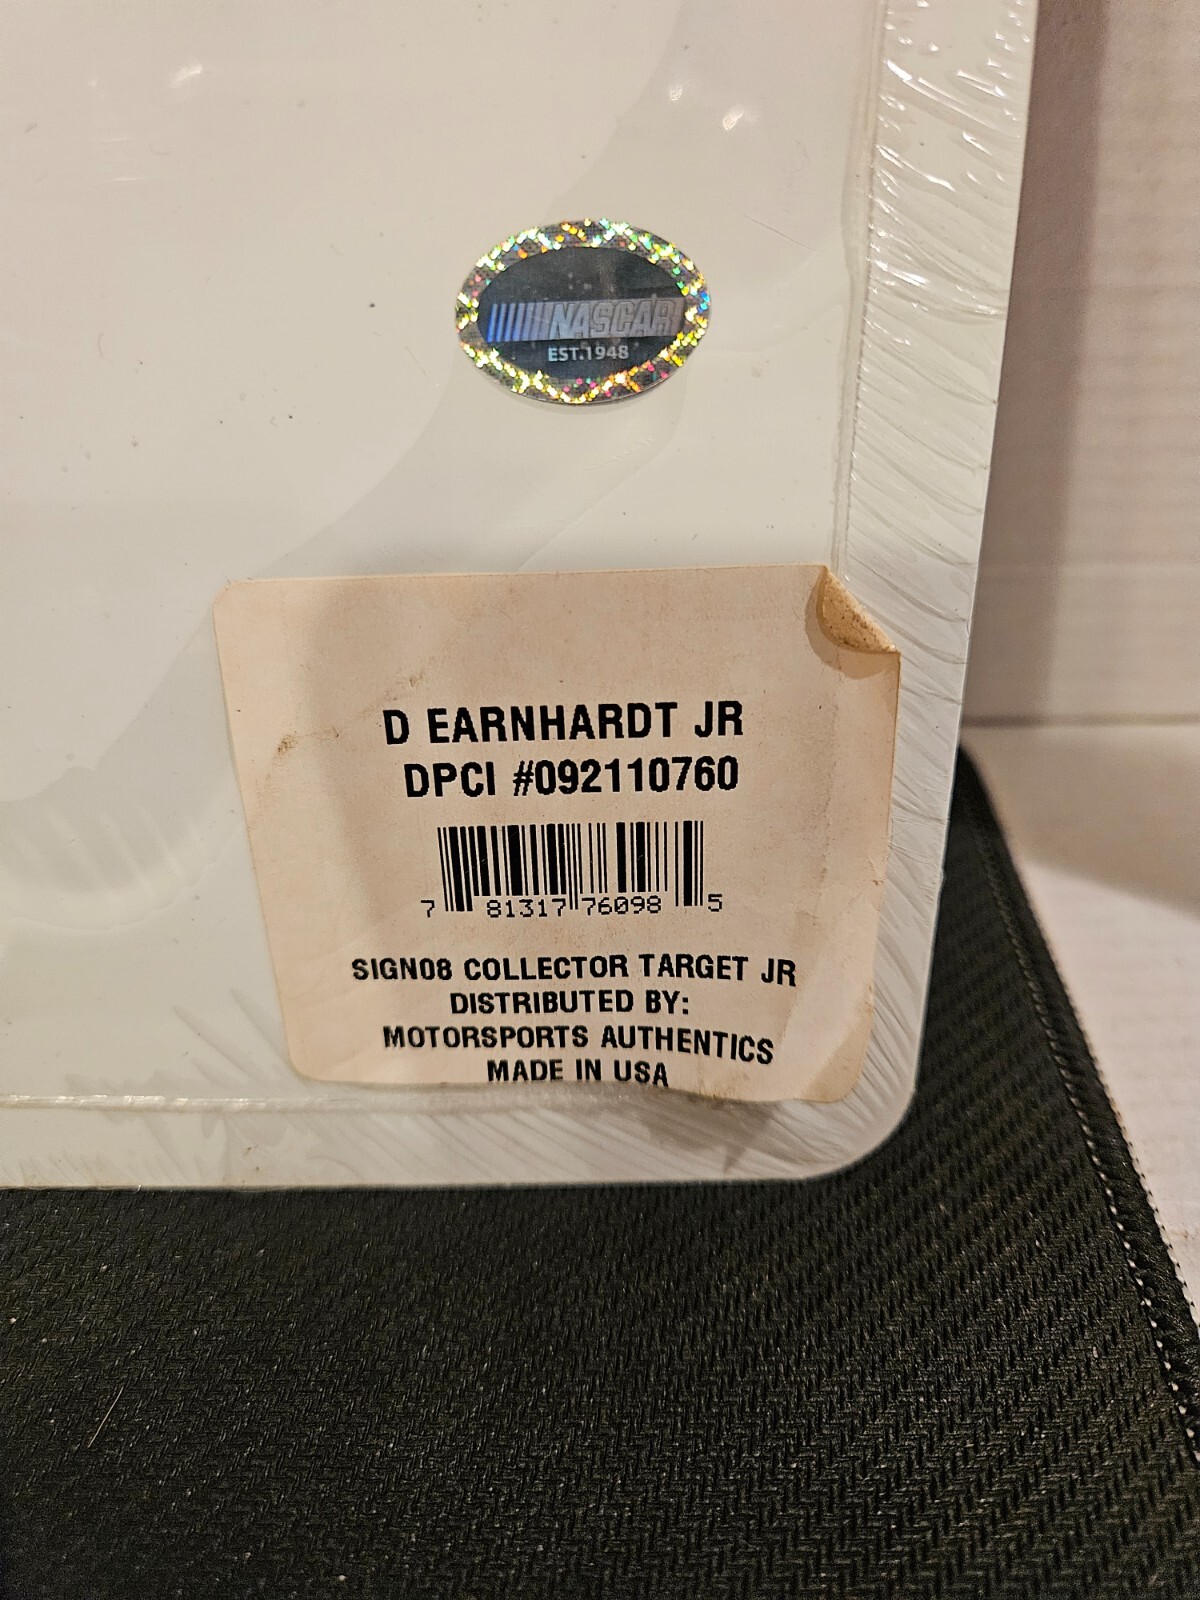 NASCAR
EST.1948
D EARNHARDT JR
DPCI #092110760
7 81317 76098 5
SIGN08 COLLECTOR TARGET JR
DISTRIBUTED BY:
MOTORSPORTS AUTHENTICS
MADE IN USA